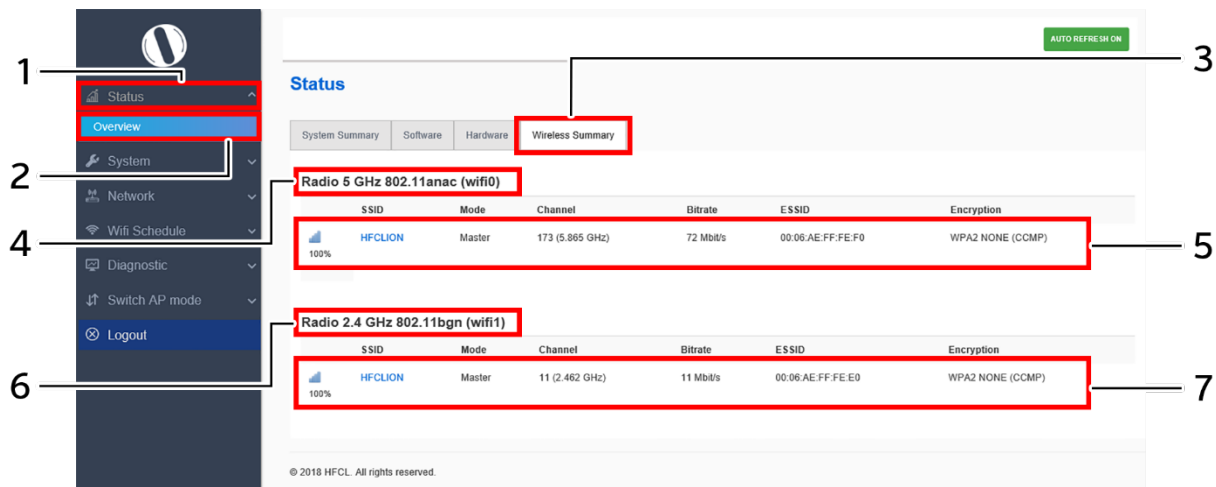 AUTO REFRESH ON
1
3
Status
Status
Overview
System Summary Software Hardware Wireless Summary
System
2
Radio 5 GHz 802.11anac (wifi0)
Network
SSID Mode Channel Bitrate ESSID Encryption
Wifi Schedule
HFCLION Master 173 (5.865 GHz) 72 Mbit/s 00:06:AE:FF:FE:F0 WPA2 NONE (CCMP)
4
5
100%
Diagnostic
Switch AP mode
Radio 2.4 GHz 802.11bgn (wifi1)
Logout
SSID Mode Channel Bitrate ESSID Encryption
HFCLION Master 11 (2.462 GHz) 11 Mbit/s 00:06:AE:FF:FE:E0 WPA2 NONE (CCMP)
6
7
100%
© 2018 HFCL. All rights reserved.